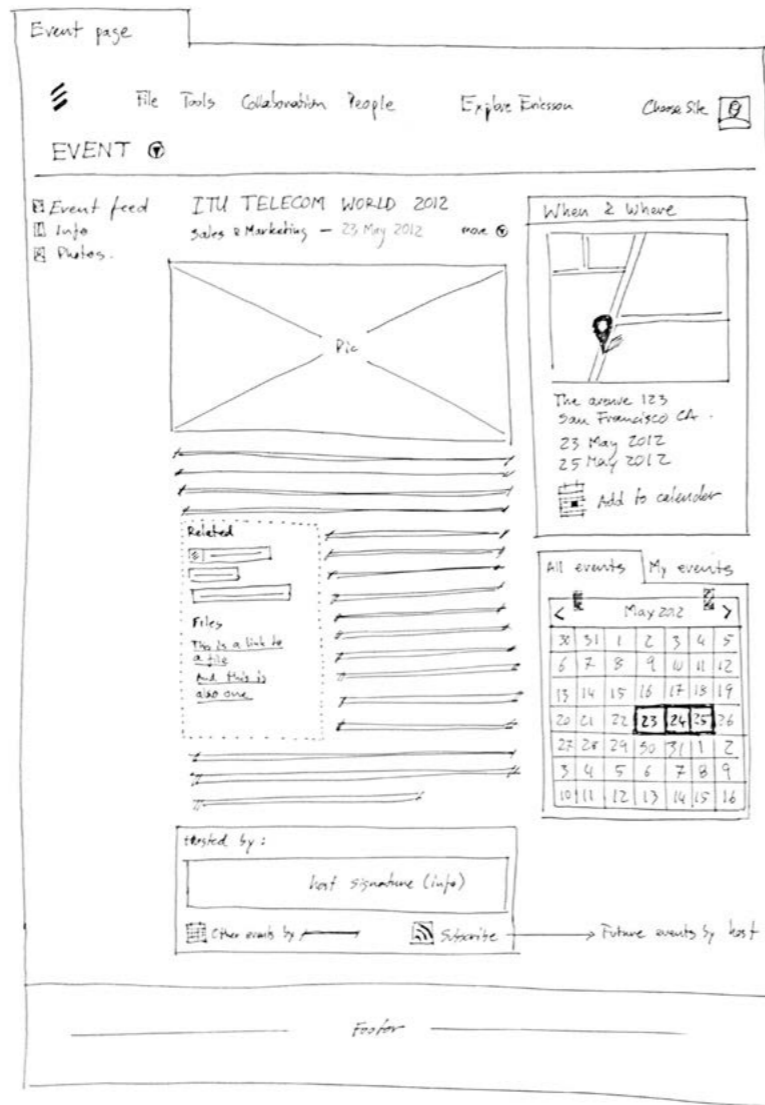 Event page
File Tools Collaboration People Explore Ericsson Choose Site
EVENT
Event feed
Info
Photos.
ITU TELECOM WORLD 2012
Sales & Marketing – 23 May 2012 more
Pic
Related
Files
This is a link to
a file
And this is
also one
Hosted by:
host signature (info)
Other events by
Subscribe
Future events by host
When & Where
The avenue 123
San Francisco CA.
23 May 2012
25 May 2012
Add to calender
All events My events
< May 2012 >
30 31 1 2 3 4 5
6 7 8 9 10 11 12
13 14 15 16 17 18 19
20 21 22 23 24 25 26
27 28 29 30 31 1 2
3 4 5 6 7 8 9
10 11 12 13 14 15 16
Footer